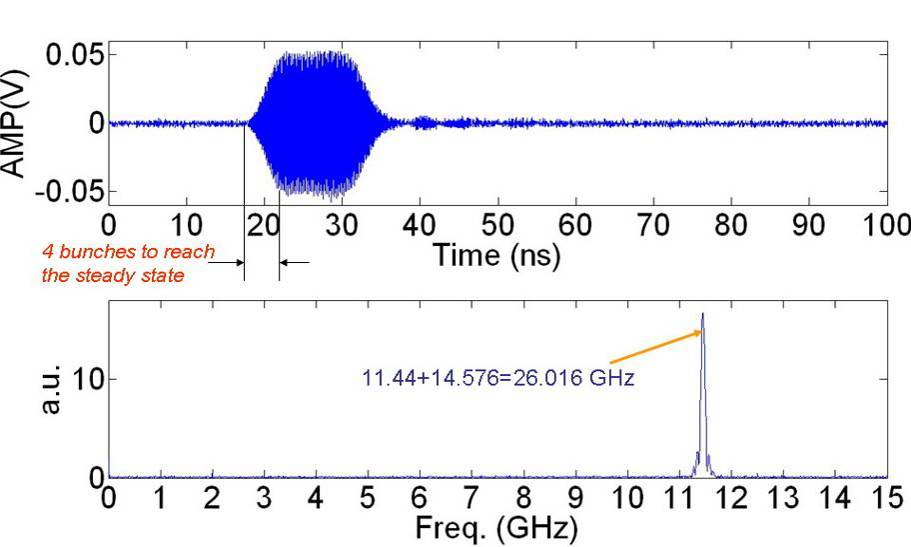 0.05
0
-0.05
AMP(V)
0 10 20 30 40 50 60 70 80 90 100
Time (ns)
4 bunches to reach
the steady state
10
0
a.u.
11.44+14.576=26.016 GHz
0 1 2 3 4 5 6 7 8 9 10 11 12 13 14 15
Freq. (GHz)